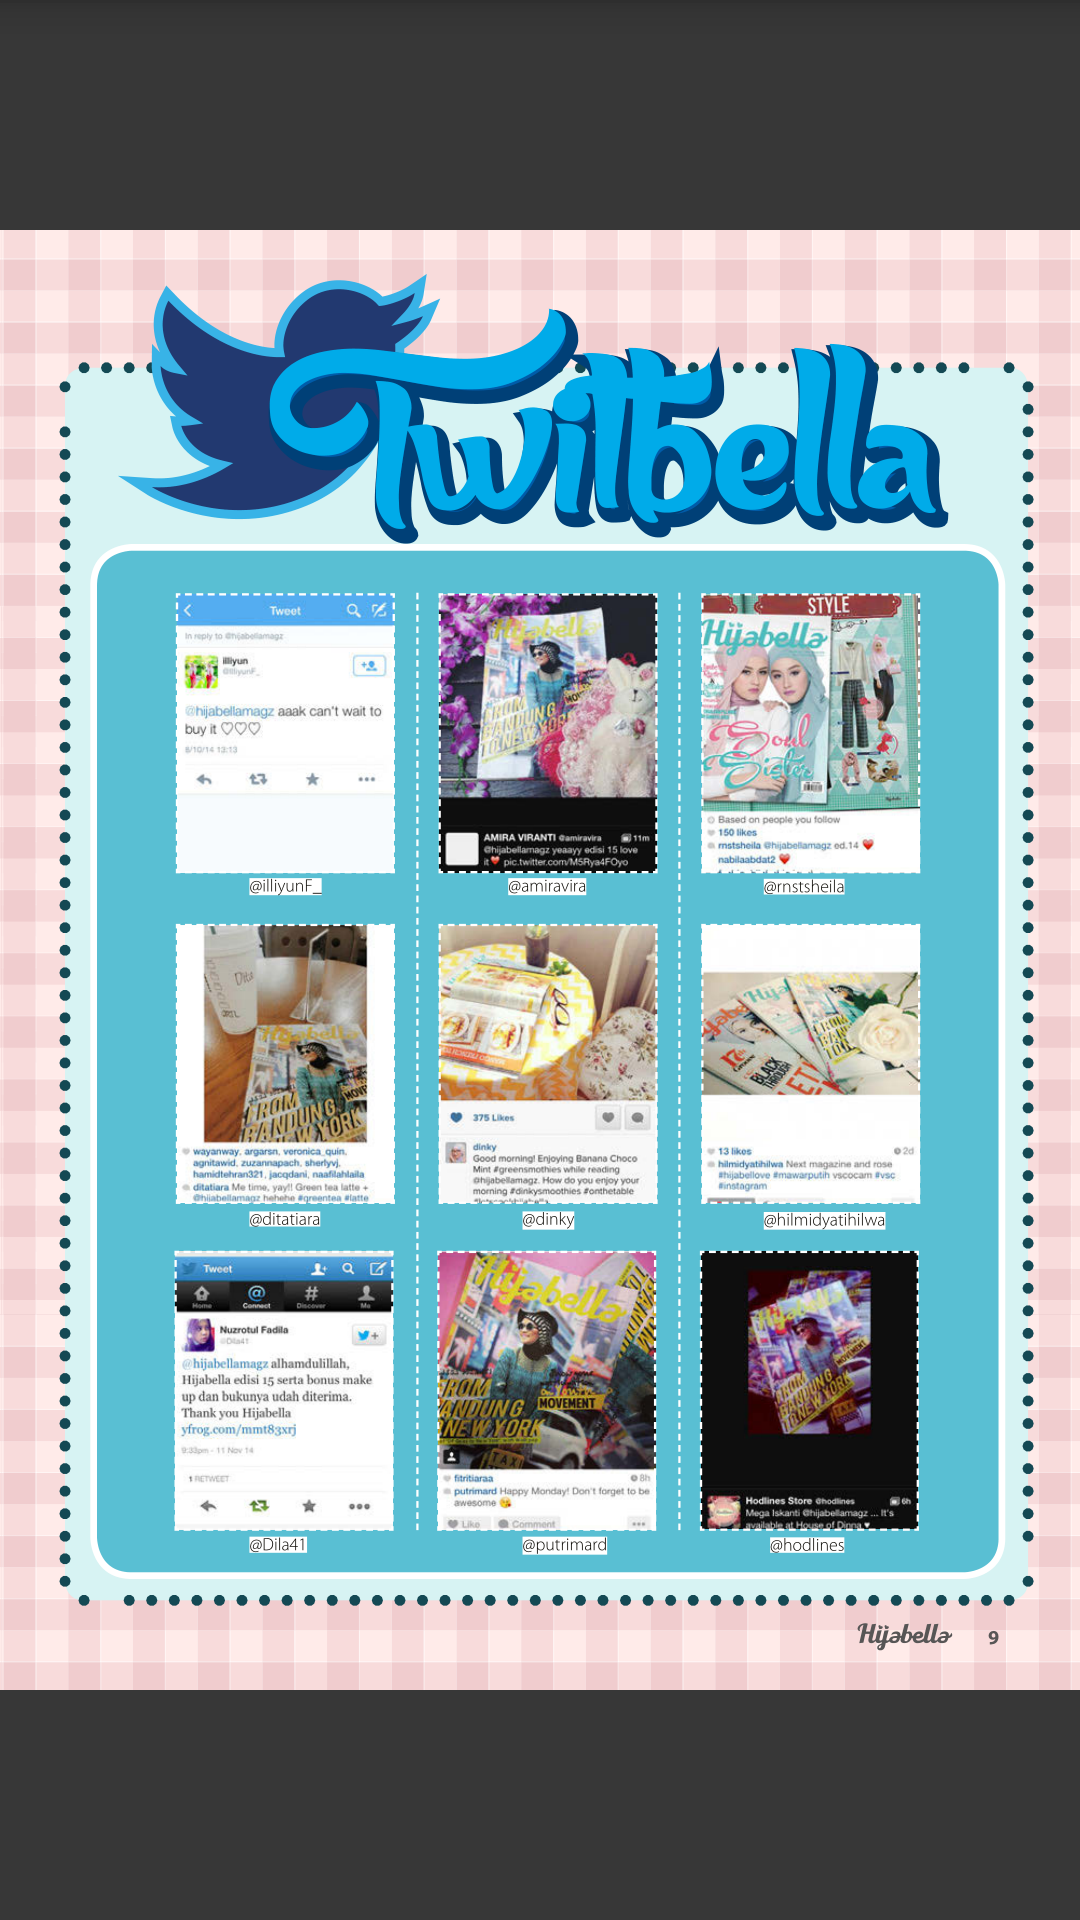 Twitbella
Tweet
In reply to @hijabellamagz
illiyun
@illiyunF_
@hijabellamagz aaak can't wait to
buy it ♡♡♡
8/10/14 13:13
@illiyunF_
Hijabella
FROM
BANDUNG
TO NEW YORK
MOVEMENT
AMIRA VIRANTI @amiravira 11m
@hijabellamagz yeaayy edisi 15 love
it❤ pic.twitter.com/M5Rya4FOyo
@amiravira
STYLE
Hijabella
Soul
Sister
Based on people you follow
150 likes
rnstsheila @hijabellamagz ed.14 ❤
nabilaabdat2 ❤
@rnstsheila
Hijabella
FROM
BANDUNG
NEW YORK
wayanway, argarsn, veronica_quin,
agnitawid, zuzannapach, sherlyvj,
hamidtehran321, jacqdani, naafilahlaila
ditatiara Me time, yay!! Green tea latte +
@hijabellamagz hehehe #greentea #latte
@ditatiara
375 Likes
dinky
Good morning! Enjoying Banana Choco
Mint #greensmothies while reading
@hijabellamagz. How do you enjoy your
morning #dinkysmoothies #onthetable
@dinky
BLACK
THROUGH
13 likes 2d
hilmidyatihilwa Next magazine and rose
#hijabellove #mawarputih vscocam #vsc
#instagram
@hilmidyatihilwa
Tweet
Home Connect Discover Me
Nuzrotul Fadila
@Dila41
@hijabellamagz alhamdulillah,
Hijabella edisi 15 serta bonus make
up dan bukunya udah diterima.
Thank you Hijabella
yfrog.com/mmt83xrj
9:33pm - 11 Nov 14
1 RETWEET
@Dila41
Hijabella
FROM
BANDUNG
NEW YORK
MOVEMENT
TAXI
fitritiaraa 8h
putrimard Happy Monday! Don't forget to be
awesome 😘
Like Comment
@putrimard
FROM
BANDUNG
TO NEW YORK
MOVEMENT
TAXI
Hodlines Store @hodlines 6h
Mega Iskanti @hijabellamagz ... It's
available at House of Dinna ♥
@hodlines
Hijabella 9